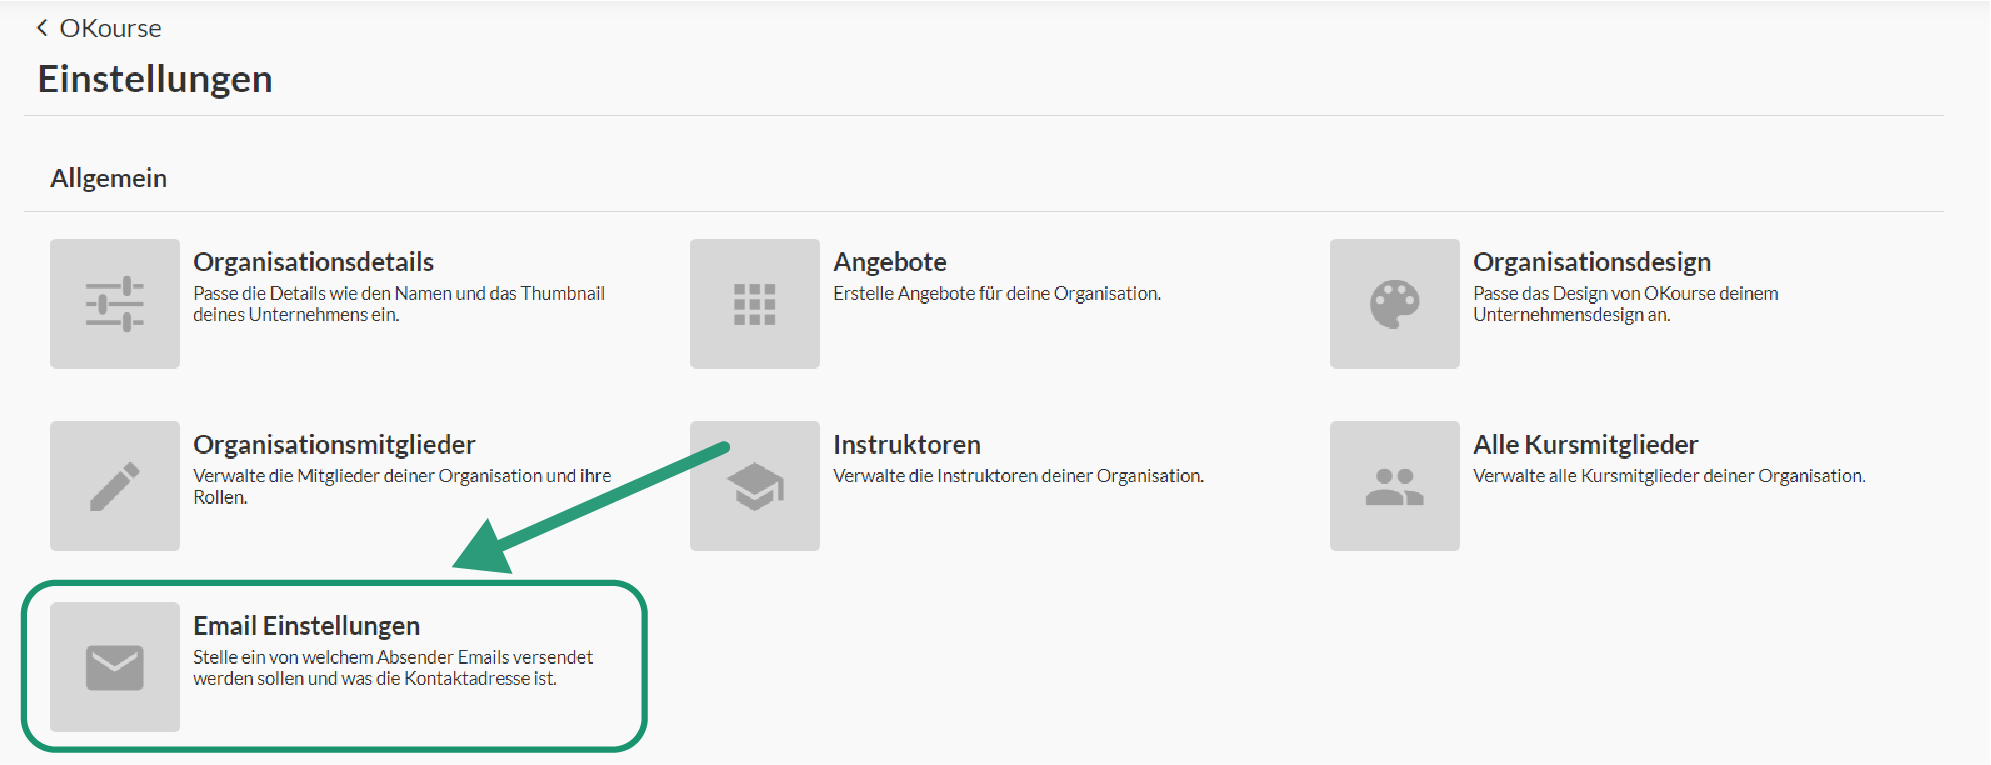 OKourse
Einstellungen
Allgemein
Organisationsdetails
Passe die Details wie den Namen und das Thumbnail
deines Unternehmens ein.
Angebote
Erstelle Angebote für deine Organisation.
Organisationsdesign
Passe das Design von OKourse deinem
Unternehmensdesign an.
Organisationsmitglieder
Verwalte die Mitglieder deiner Organisation und ihre
Rollen.
Instruktoren
Verwalte die Instruktoren deiner Organisation.
Alle Kursmitglieder
Verwalte alle Kursmitglieder deiner Organisation.
Email Einstellungen
Stelle ein von welchem Absender Emails versendet
werden sollen und was die Kontaktadresse ist.